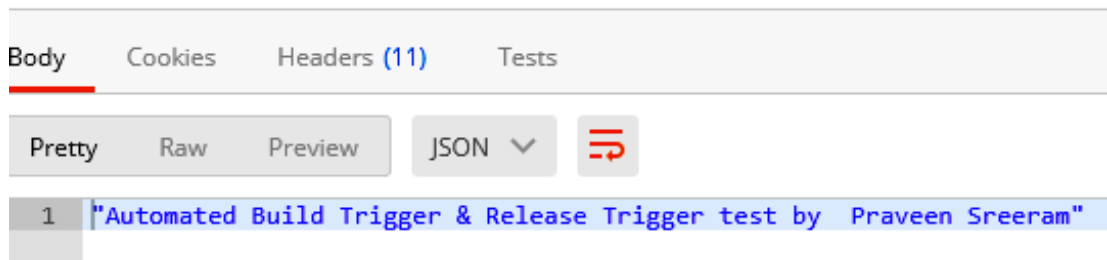 Body Cookies Headers (11) Tests
Pretty Raw Preview JSON
1 "Automated Build Trigger & Release Trigger test by  Praveen Sreeram"